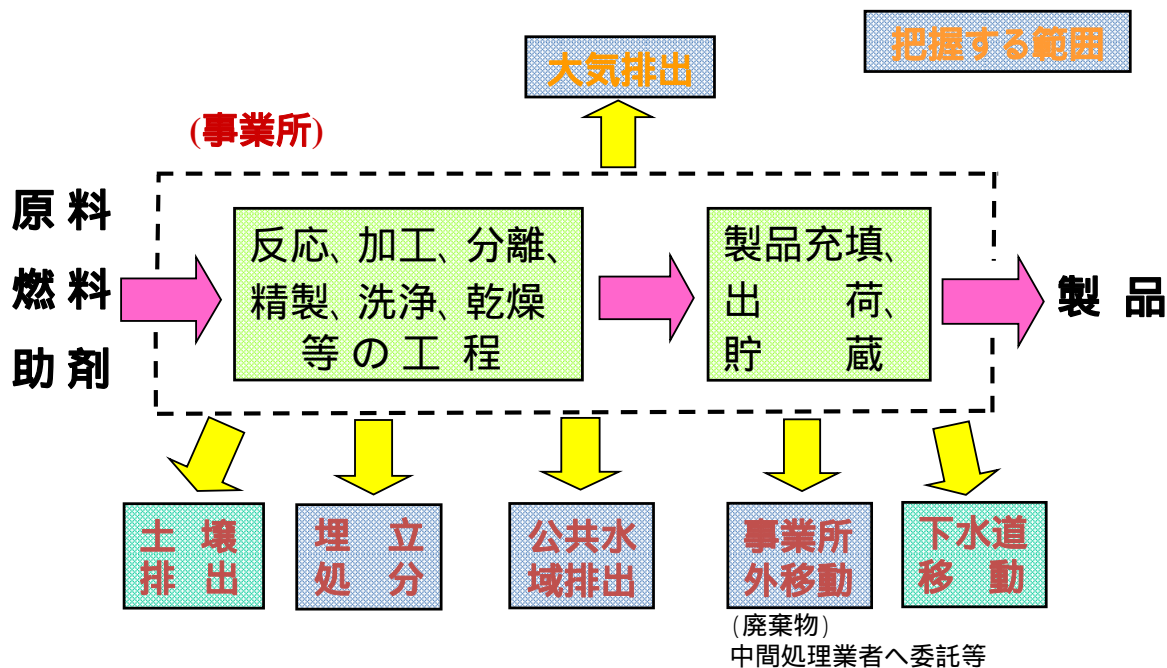 把握する範囲
大気排出
(事業所)
原料
燃料
助剤
反応、加工、分離、
精製、洗浄、乾燥
等の工 程
製品充填、
出 荷、
貯 蔵
製 品
土 壌
排 出
埋 立
処 分
公共水
域排出
事業所
外移動
下水道
移 動
(廃棄物)
中間処理業者へ委託等